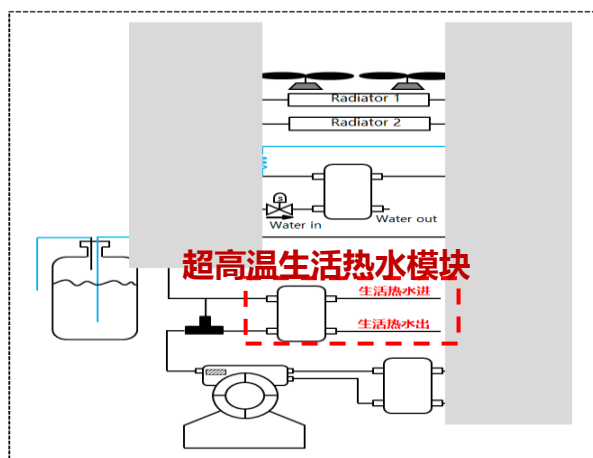 Radiator 1
Radiator 2
S
Water in
Water out
超高温生活热水模块
生活热水进
生活热水出